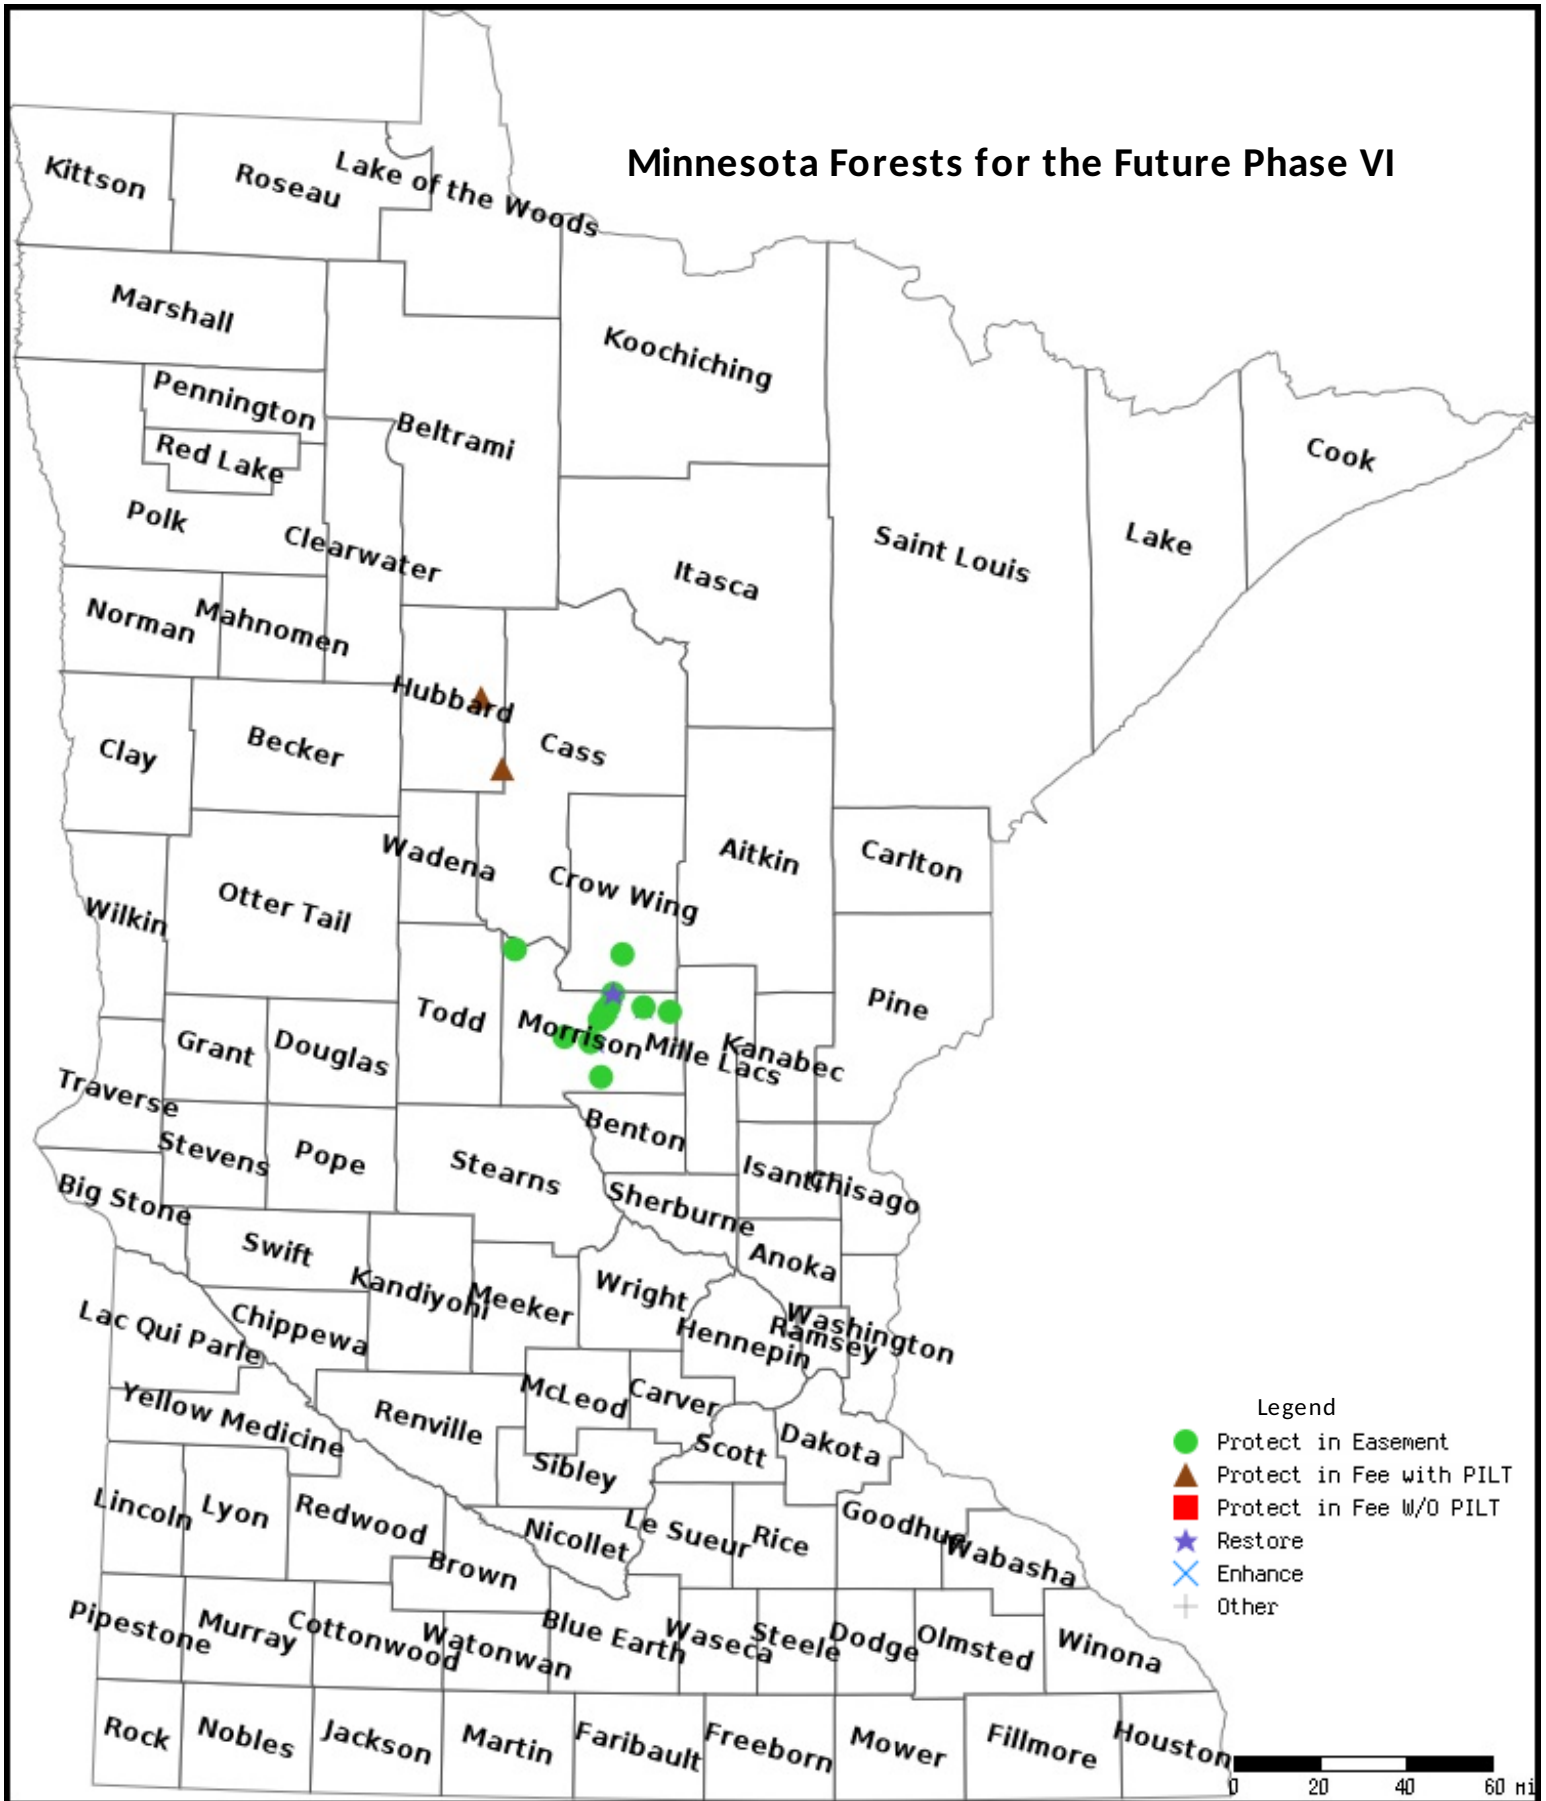 Minnesota Forests for the Future Phase VI
Kittson
Roseau
Lake of the Woods
Marshall
Koochiching
Pennington
Beltrami
Red Lake
Cook
Polk
Clearwater
Saint Louis
Lake
Itasca
Norman
Mahnomen
Hubbard
Cass
Clay
Becker
Wadena
Aitkin
Carlton
Crow Wing
Otter Tail
Wilkin
Pine
Todd
Morrison
Mille Lacs
Kanabec
Grant
Douglas
Traverse
Benton
Stevens
Pope
Stearns
Isanti
Chisago
Big Stone
Sherburne
Swift
Anoka
Kandiyohi
Meeker
Wright
Washington
Ramsey
Hennepin
Lac Qui Parle
Chippewa
McLeod
Carver
Yellow Medicine
Renville
Scott
Dakota
Sibley
Lincoln
Lyon
Redwood
Nicollet
Le Sueur
Rice
Goodhue
Wabasha
Brown
Pipestone
Murray
Cottonwood
Watonwan
Blue Earth
Waseca
Steele
Dodge
Olmsted
Winona
Rock
Nobles
Jackson
Martin
Faribault
Freeborn
Mower
Fillmore
Houston
Legend
Protect in Easement
Protect in Fee with PILT
Protect in Fee W/O PILT
Restore
Enhance
Other
0 20 40 60 mi